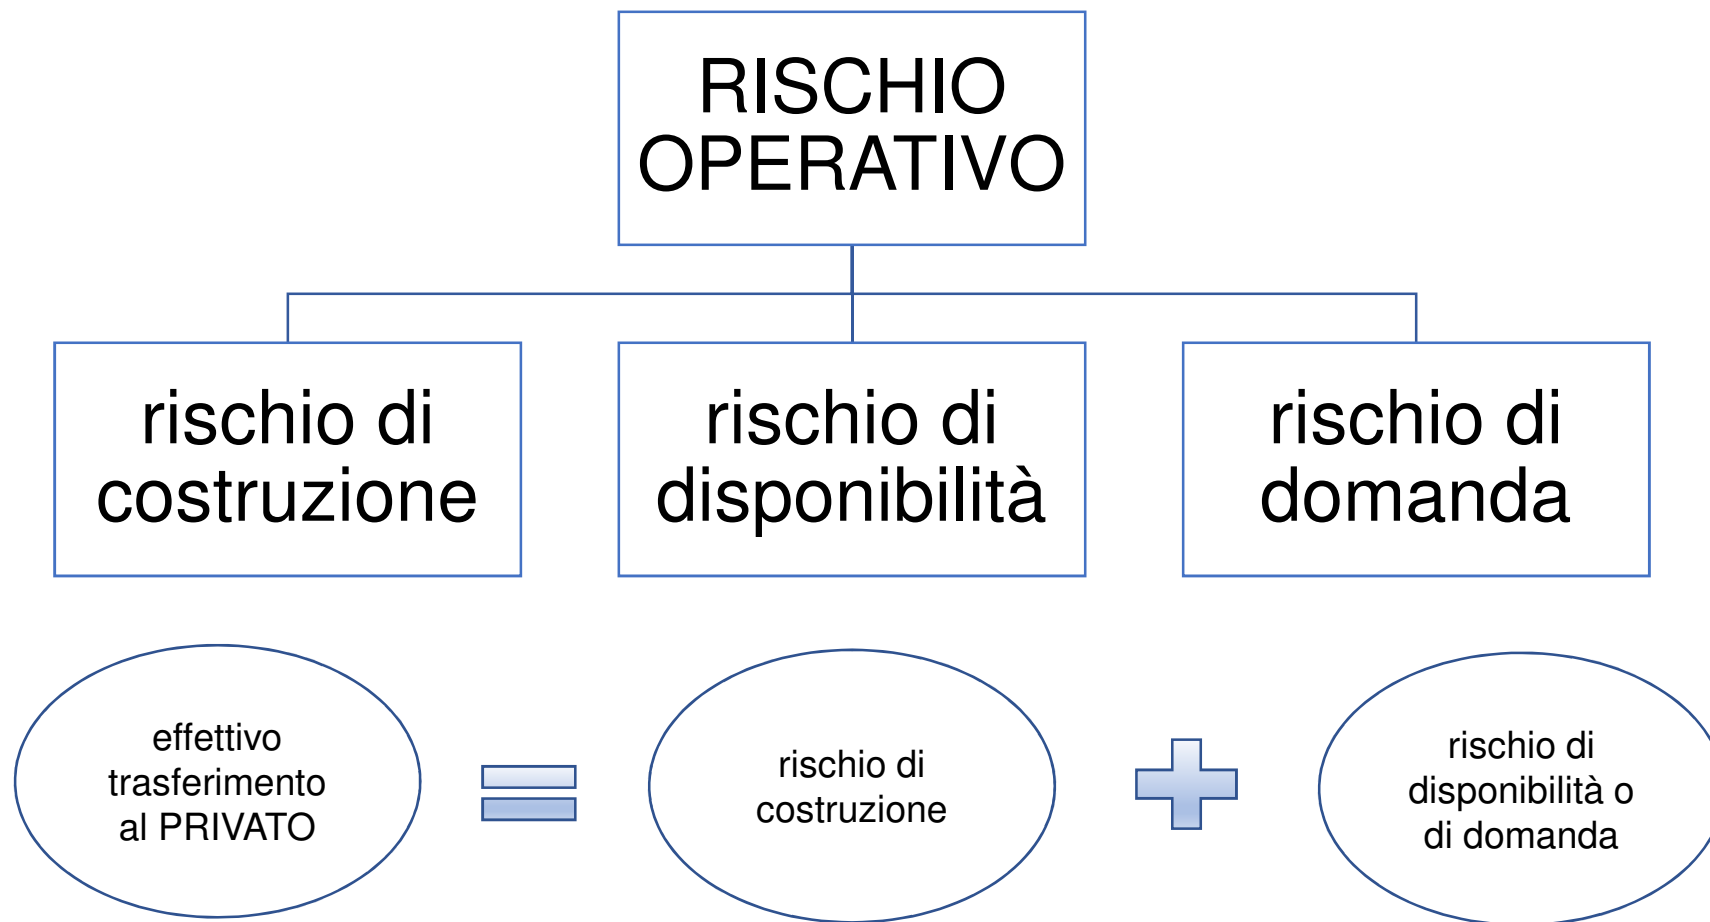 RISCHIO
OPERATIVO
rischio di
costruzione
rischio di
disponibilità
rischio di
domanda
effettivo
trasferimento
al PRIVATO
rischio di
costruzione
rischio di
disponibilità o
di domanda